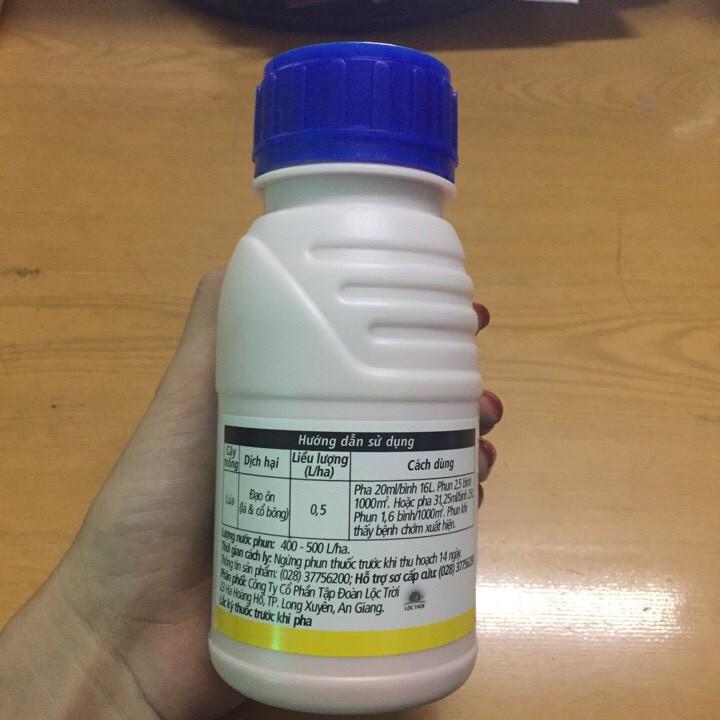 Hướng dẫn sử dụng
Cây trồng
Dịch hại
Liều lượng (L/ha)
Cách dùng
Lúa
Đạo ôn
(lá & cổ bông)
0,5
Pha 20ml/bình 16L. Phun 2,5 bình/
1000m². Hoặc pha 31,25ml/bình 25L.
Phun 1,6 bình/1000m². Phun khi
thấy bệnh chớm xuất hiện.
Lượng nước phun: 400 - 500 L/ha.
Thời gian cách ly: Ngừng phun thuốc trước khi thu hoạch 14 ngày.
Thông tin sản phẩm: (028) 37756200; Hỗ trợ sơ cấp cứu: (028) 37756200
Phân phối: Công Ty Cổ Phần Tập Đoàn Lộc Trời
23 Hà Hoàng Hổ, TP. Long Xuyên, An Giang.
LỘC TRỜI
Lắc kỹ thuốc trước khi pha